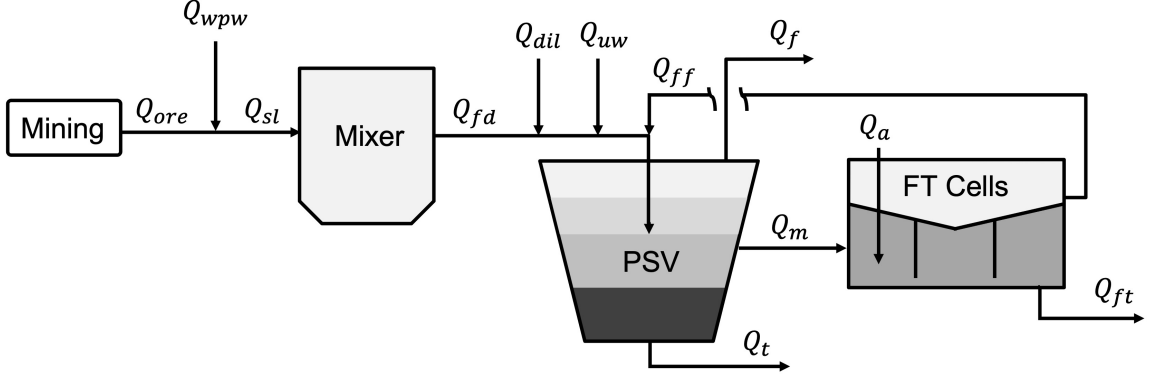 Q_wpw
Q_dil
Q_uw
Q_f
Q_ff
Mining
Q_ore
Q_sl
Mixer
Q_fd
Q_a
FT Cells
PSV
Q_m
Q_ft
Q_t